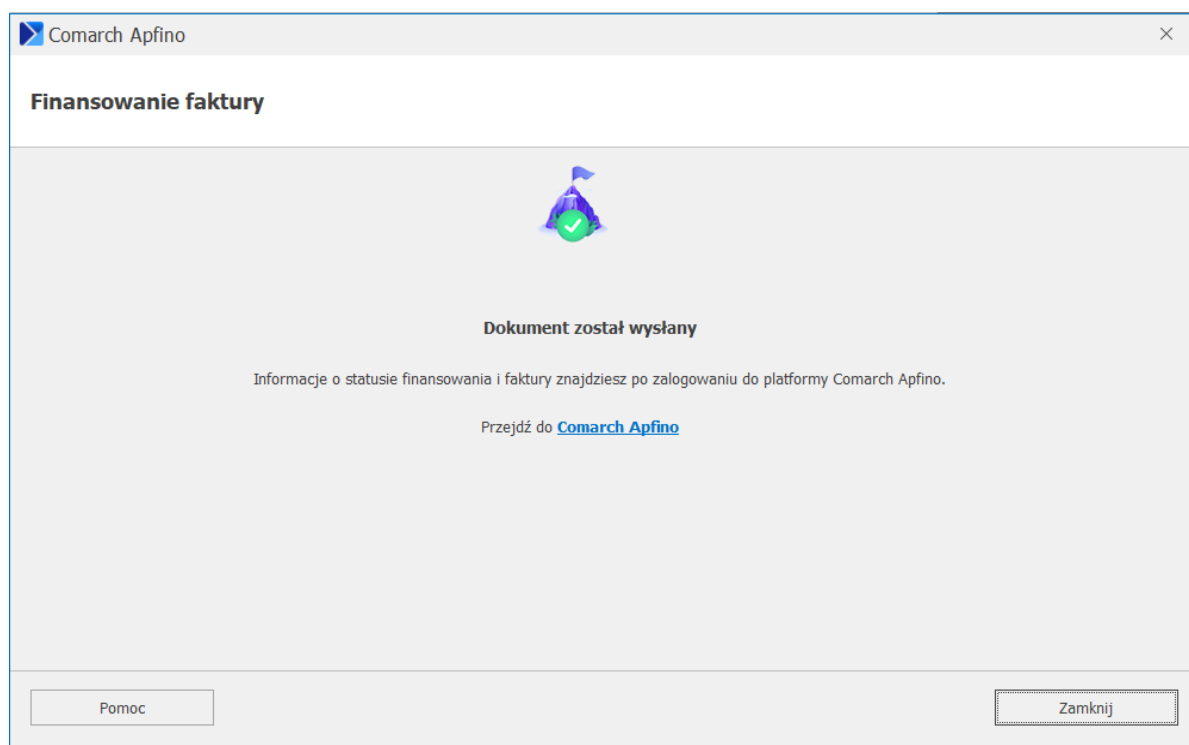 Comarch Apfino
Finansowanie faktury
Dokument został wysłany
Informacje o statusie finansowania i faktury znajdziesz po zalogowaniu do platformy Comarch Apfino.
Przejdź do Comarch Apfino
Pomoc
Zamknij